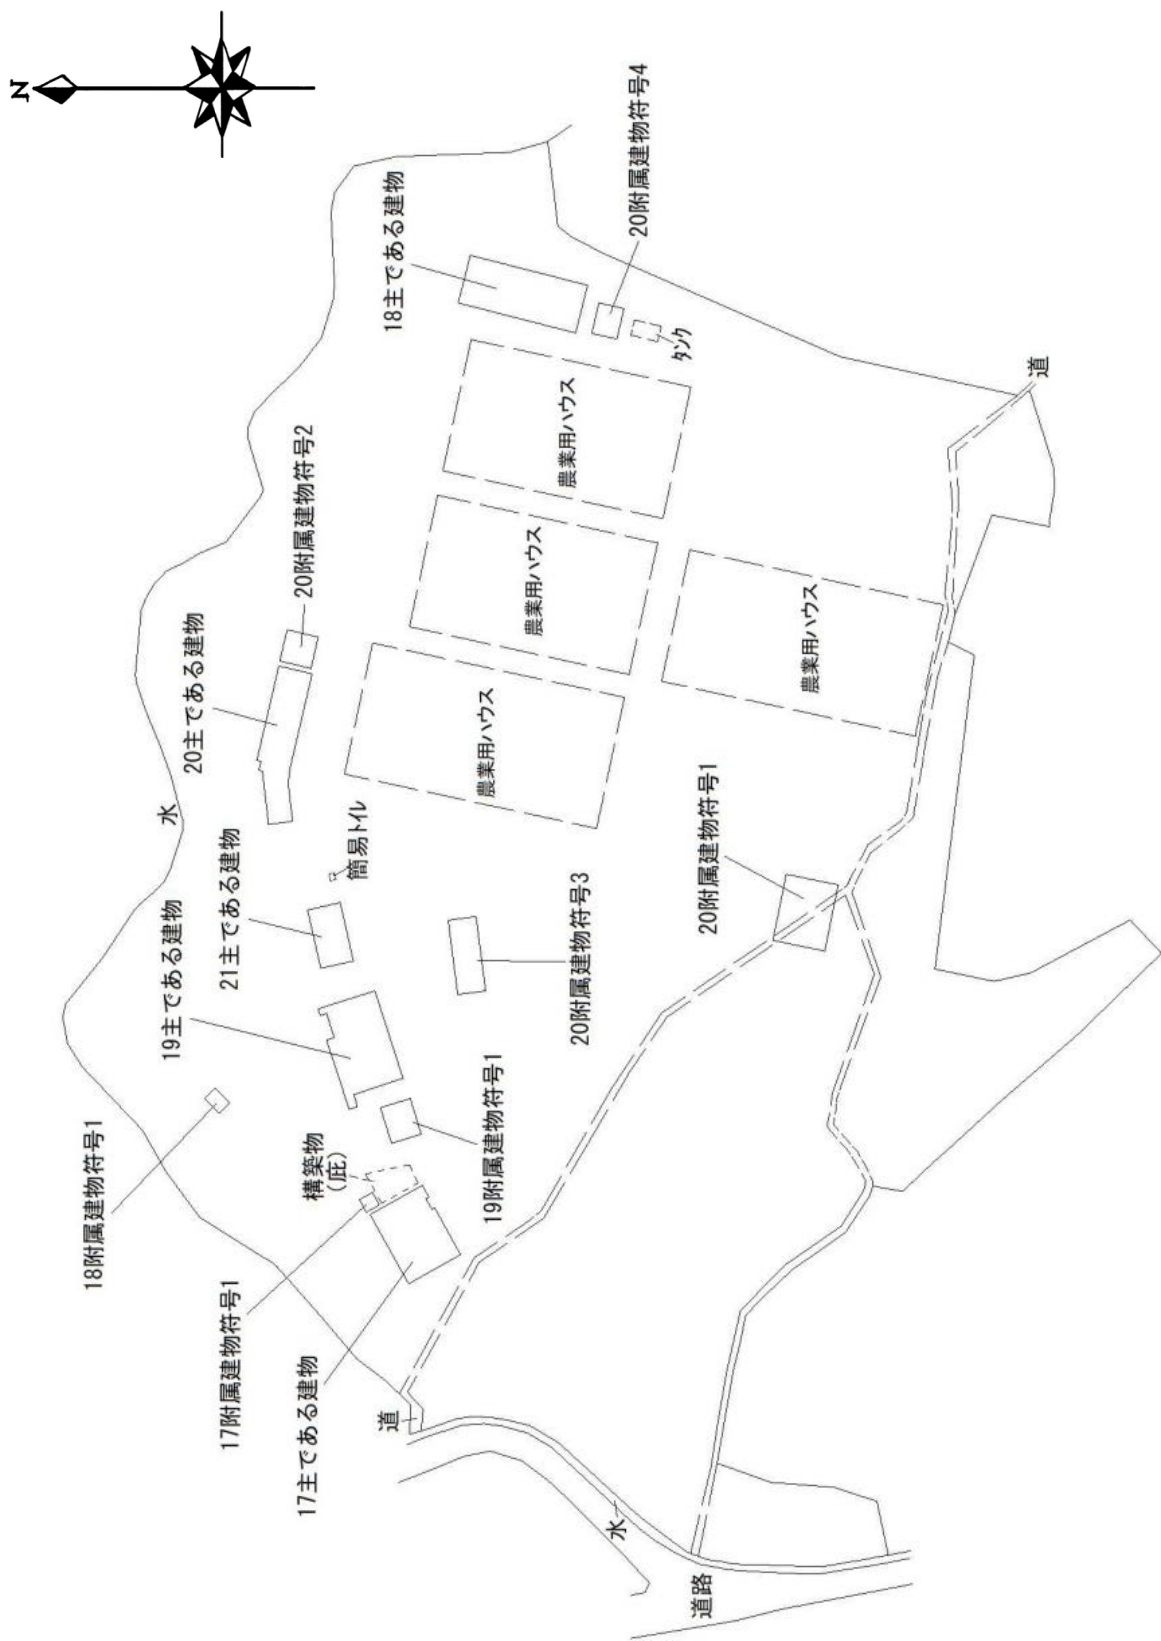 N
20附属建物符号4
18主である建物
タンク
道
農業用ハウス
20附属建物符号2
農業用ハウス
農業用ハウス
20主である建物
農業用ハウス
水
簡易トイレ
21主である建物
20附属建物符号1
19主である建物
20附属建物符号3
18附属建物符号1
19附属建物符号1
構築物
(庇)
17附属建物符号1
17主である建物
道
水
道路